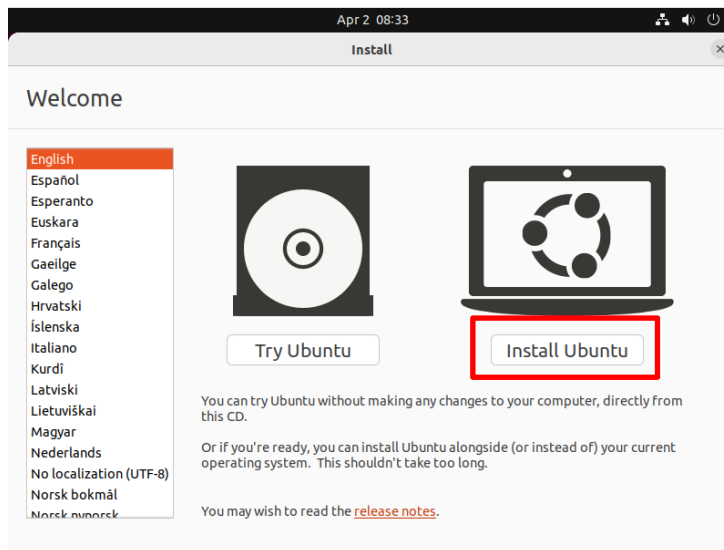 Apr 2 08:33
Install
Welcome
English
Español
Esperanto
Euskara
Français
Gaeilge
Galego
Hrvatski
Íslenska
Italiano
Kurdî
Latviski
Lietuviškai
Magyar
Nederlands
No localization (UTF-8)
Norsk bokmål
Norsk nynorsk
Try Ubuntu
Install Ubuntu
You can try Ubuntu without making any changes to your computer, directly from
this CD.
Or if you're ready, you can install Ubuntu alongside (or instead of) your current
operating system. This shouldn't take too long.
You may wish to read the release notes.